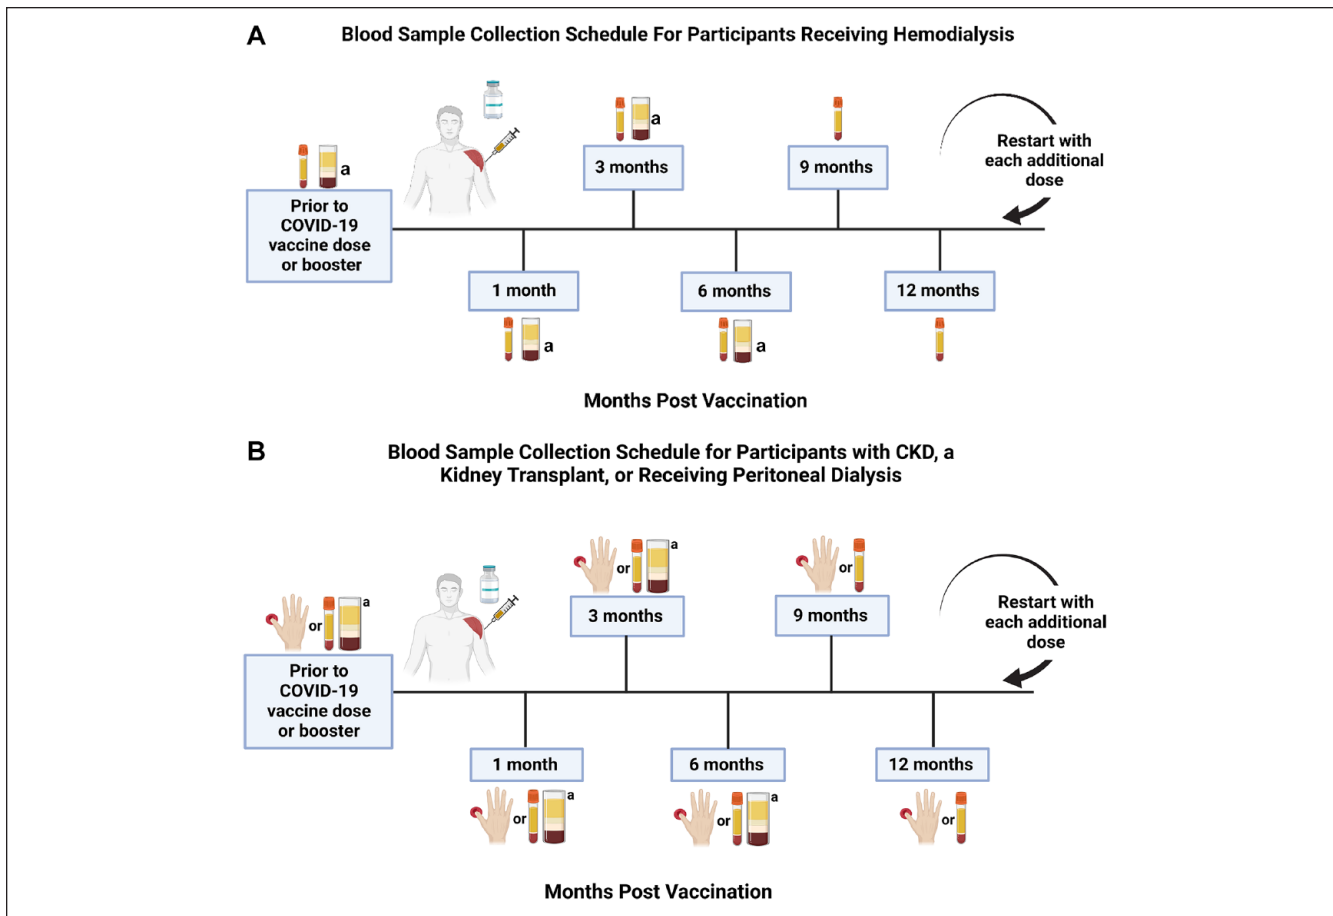 A
Blood Sample Collection Schedule For Participants Receiving Hemodialysis
a
3 months
9 months
Restart with
each additional
dose
a
Prior to
COVID-19
vaccine dose
or booster
1 month
6 months
12 months
a
a
Months Post Vaccination
B
Blood Sample Collection Schedule for Participants with CKD, a
Kidney Transplant, or Receiving Peritoneal Dialysis
or
a
or
3 months
9 months
Restart with
each additional
dose
or
a
Prior to
COVID-19
vaccine dose
or booster
1 month
6 months
12 months
or
a
or
a
or
Months Post Vaccination